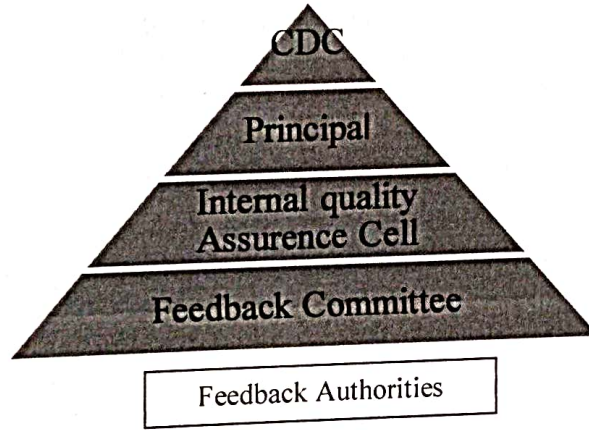 CDC
Principal
Internal quality
Assurence Cell
Feedback Committee
Feedback Authorities